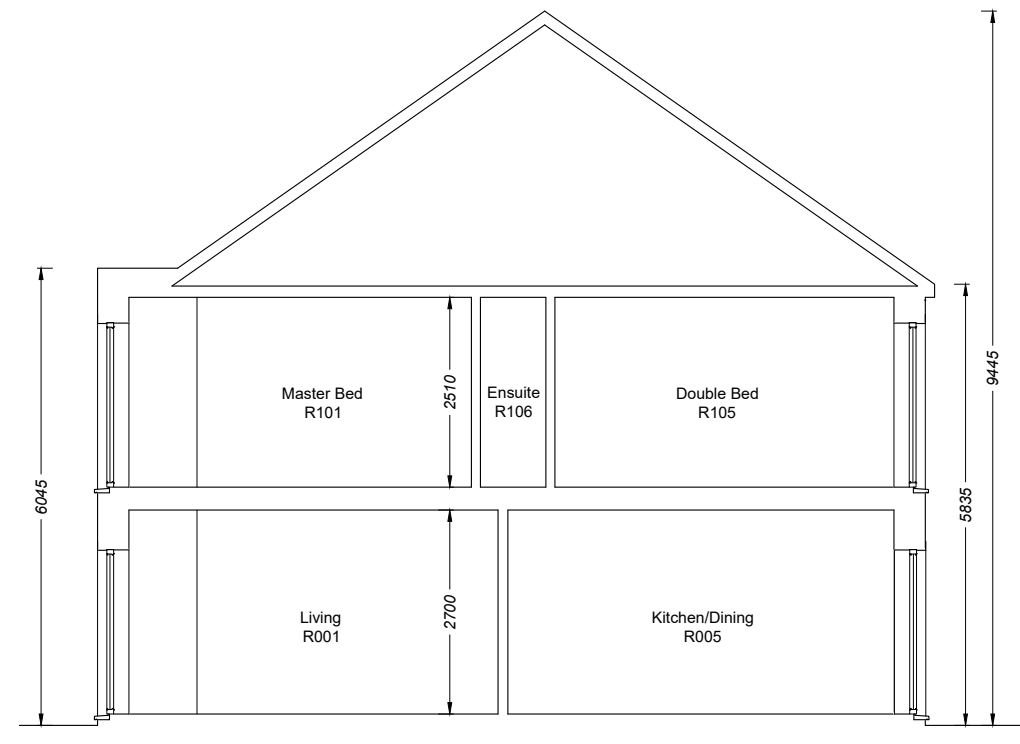 9445
6045
5835
Master Bed
R101
2510
Ensuite
R106
Double Bed
R105
Living
R001
2700
Kitchen/Dining
R005